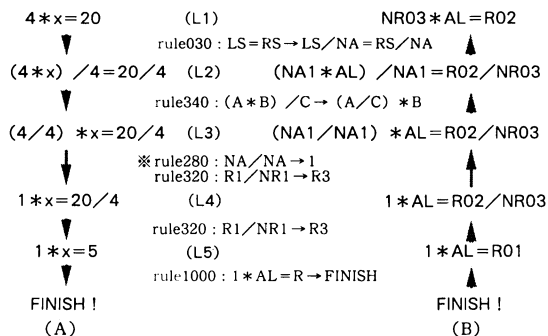 4*x=20 (L1) NR03*AL=R02
rule030 : LS=RS→LS/NA=RS/NA
(4*x) /4=20/4 (L2) (NA1*AL) /NA1=R02/NR03
rule340 : (A*B) /C→ (A/C) *B
(4/4) *x=20/4 (L3) (NA1/NA1) *AL=R02/NR03
※rule280 : NA/NA→1
rule320 : R1/NR1→R3
1*x=20/4 (L4) 1*AL=R02/NR03
rule320 : R1/NR1→R3
1*x=5 (L5) 1*AL=R01
rule1000 : 1*AL=R→FINISH
FINISH ! FINISH !
(A) (B)